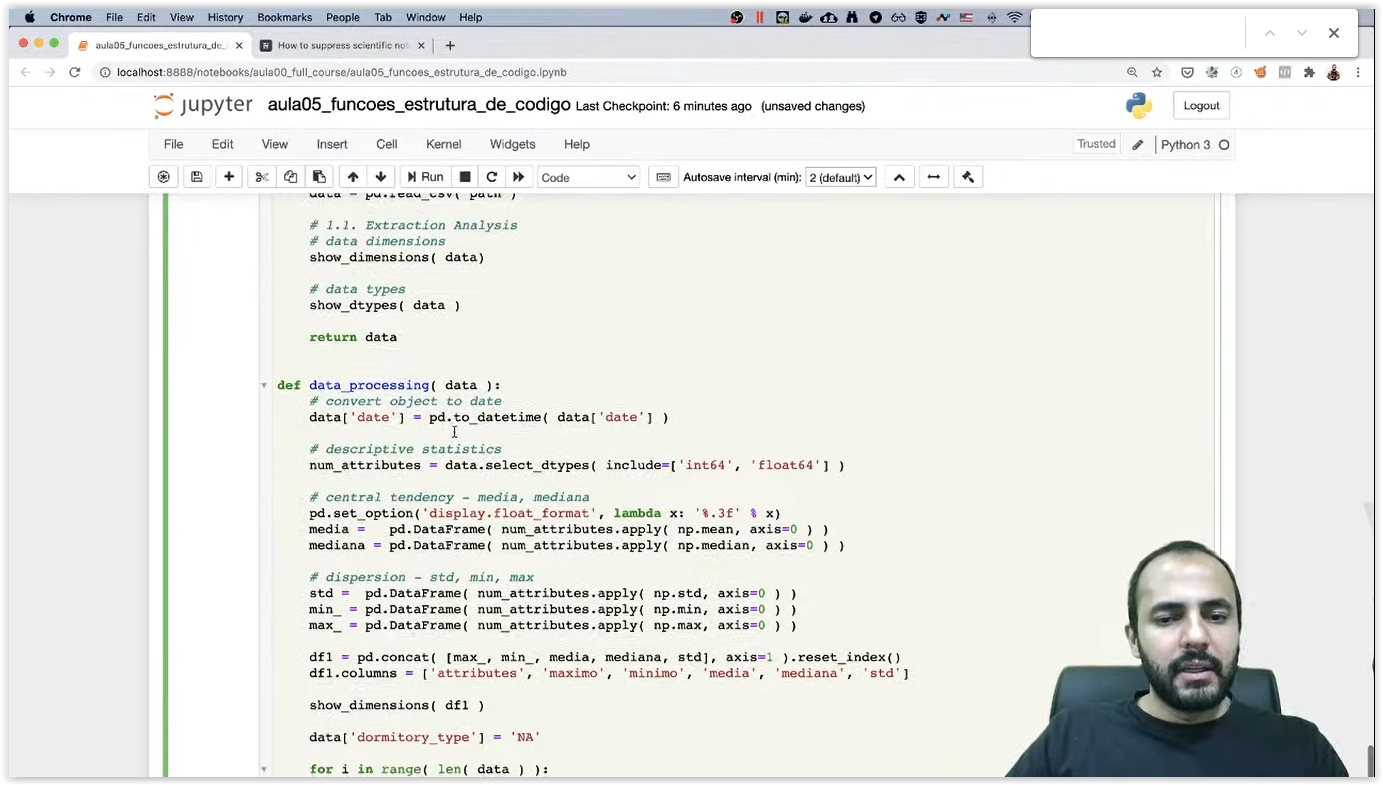 Chrome File Edit View History Bookmarks People Tab Window Help
aula05_funcoes_estrutura_de_ How to suppress scientific not
localhost:8888/notebooks/aula00_full_course/aula05_funcoes_estrutura_de_codigo.ipynb
jupyter aula05_funcoes_estrutura_de_codigo Last Checkpoint: 6 minutes ago (unsaved changes) Logout
File Edit View Insert Cell Kernel Widgets Help Trusted Python 3
Run Code Autosave interval (min): 2 (default)
data = pd.read_csv( path )
# 1.1. Extraction Analysis
# data dimensions
show_dimensions( data)
# data types
show_dtypes( data )
return data
def data_processing( data ):
# convert object to date
data['date'] = pd.to_datetime( data['date'] )
# descriptive statistics
num_attributes = data.select_dtypes( include=['int64', 'float64'] )
# central tendency - media, mediana
pd.set_option('display.float_format', lambda x: '%.3f' % x)
media =   pd.DataFrame( num_attributes.apply( np.mean, axis=0 ) )
mediana = pd.DataFrame( num_attributes.apply( np.median, axis=0 ) )
# dispersion - std, min, max
std =  pd.DataFrame( num_attributes.apply( np.std, axis=0 ) )
min_ = pd.DataFrame( num_attributes.apply( np.min, axis=0 ) )
max_ = pd.DataFrame( num_attributes.apply( np.max, axis=0 ) )
df1 = pd.concat( [max_, min_, media, mediana, std], axis=1 ).reset_index()
df1.columns = ['attributes', 'maximo', 'minimo', 'media', 'mediana', 'std']
show_dimensions( df1 )
data['dormitory_type'] = 'NA'
for i in range( len( data ) ):